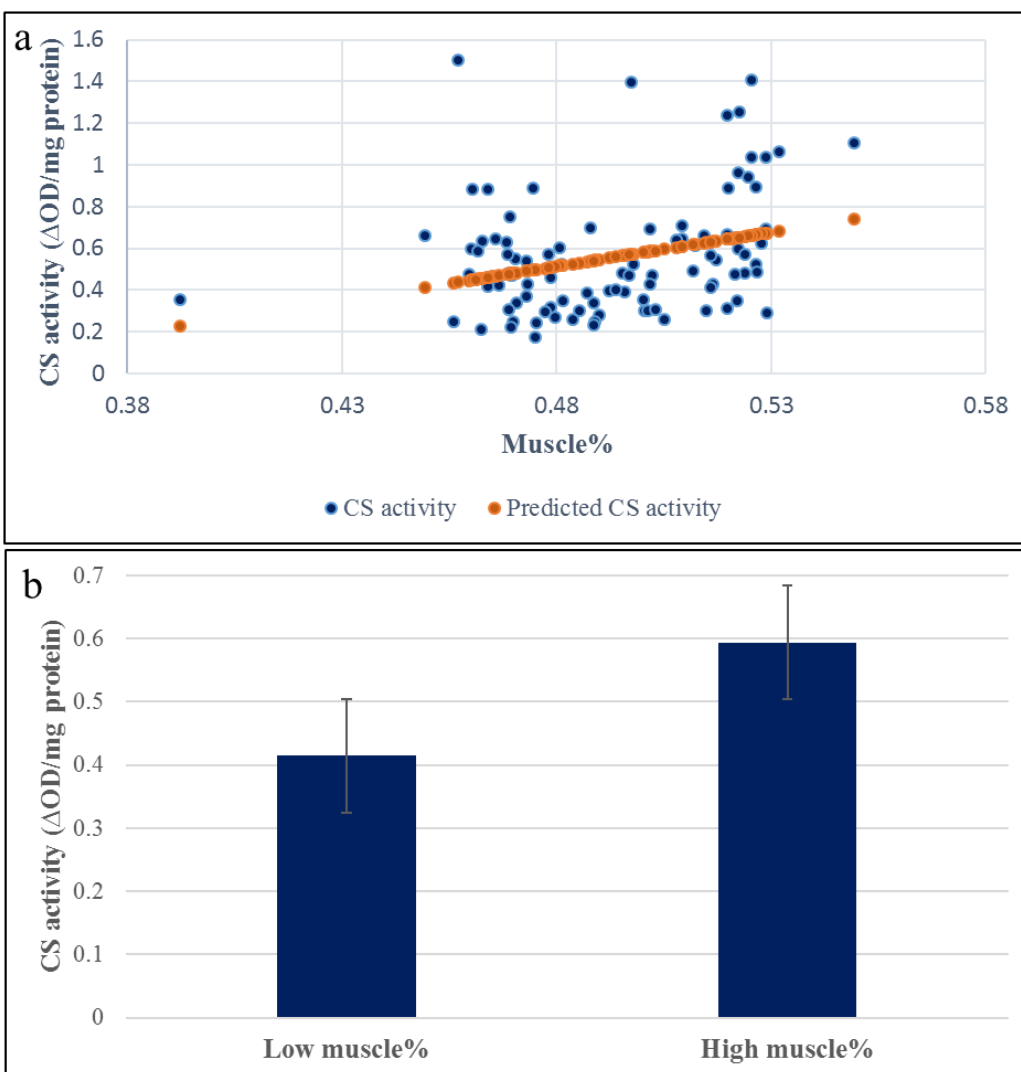 a
CS activity (ΔOD/mg protein)
1.6
1.4
1.2
1
0.8
0.6
0.4
0.2
0
0.38 0.43 0.48 0.53 0.58
Muscle%
CS activity Predicted CS activity
b
CS activity (ΔOD/mg protein)
0.7
0.6
0.5
0.4
0.3
0.2
0.1
0
Low muscle% High muscle%